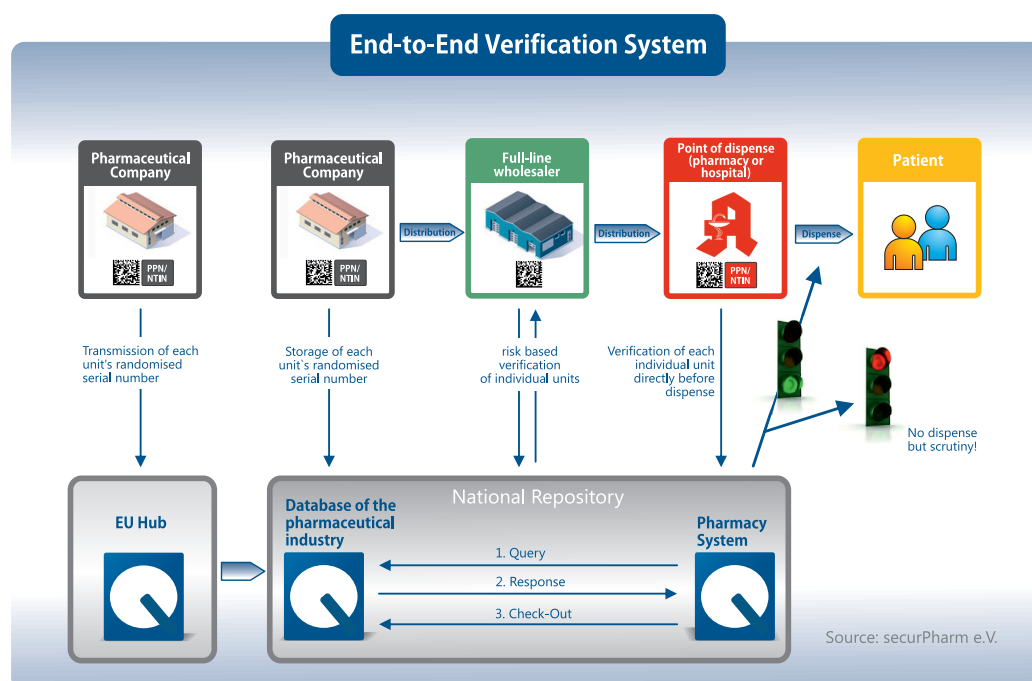 End-to-End Verification System
Pharmaceutical
Company
PPN/
NTIN
Pharmaceutical
Company
PPN/
NTIN
Distribution
Full-line
wholesaler
Distribution
Point of dispense
(pharmacy or
hospital)
PPN/
NTIN
Dispense
Patient
Transmission of each
unit's randomised
serial number
Storage of each
unit`s randomised
serial number
risk based
verification
of individual units
Verification of each
individual unit
directly before
dispense
No dispense
but scrutiny!
EU Hub
National Repository
Database of the
pharmaceutical
industry
Pharmacy
System
1. Query
2. Response
3. Check-Out
Source: securPharm e.V.